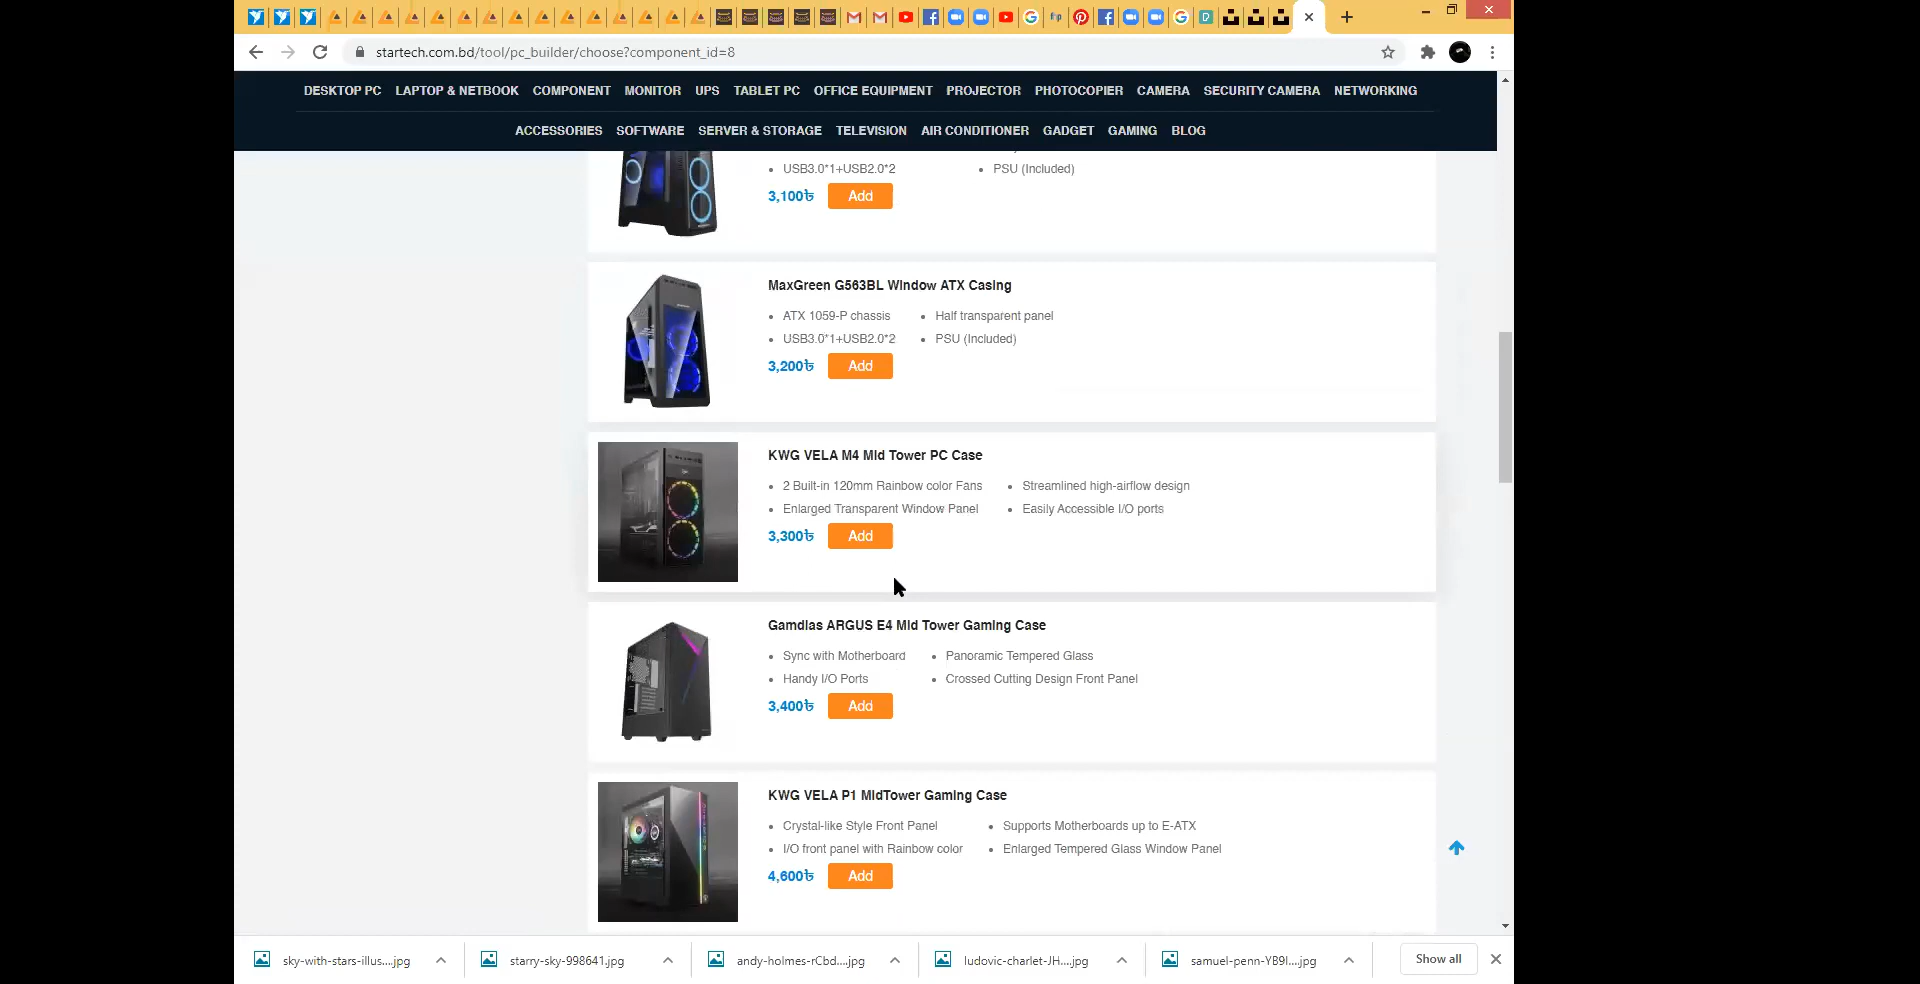 startech.com.bd/tool/pc_builder/choose?component_id=8
DESKTOP PC LAPTOP & NETBOOK COMPONENT MONITOR UPS TABLET PC OFFICE EQUIPMENT PROJECTOR PHOTOCOPIER CAMERA SECURITY CAMERA NETWORKING
ACCESSORIES SOFTWARE SERVER & STORAGE TELEVISION AIR CONDITIONER GADGET GAMING BLOG
USB3.0*1+USB2.0*2 PSU (Included)
3,100৳ Add
MaxGreen G563BL Window ATX Casing
ATX 1059-P chassis Half transparent panel
USB3.0*1+USB2.0*2 PSU (Included)
3,200৳ Add
KWG VELA M4 Mid Tower PC Case
2 Built-in 120mm Rainbow color Fans Streamlined high-airflow design
Enlarged Transparent Window Panel Easily Accessible I/O ports
3,300৳ Add
Gamdias ARGUS E4 Mid Tower Gaming Case
Sync with Motherboard Panoramic Tempered Glass
Handy I/O Ports Crossed Cutting Design Front Panel
3,400৳ Add
KWG VELA P1 MidTower Gaming Case
Crystal-like Style Front Panel Supports Motherboards up to E-ATX
I/O front panel with Rainbow color Enlarged Tempered Glass Window Panel
4,600৳ Add
sky-with-stars-illus....jpg starry-sky-998641.jpg andy-holmes-rCbd....jpg ludovic-charlet-JH....jpg samuel-penn-YB9I....jpg Show all